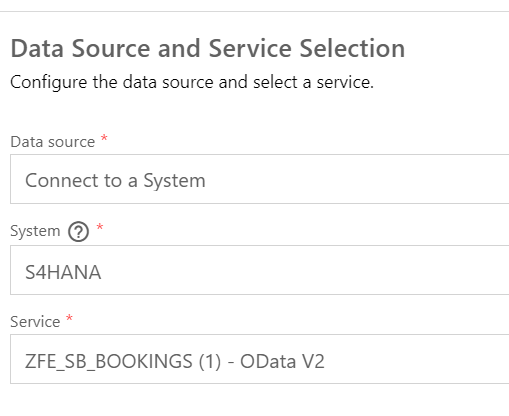 Data Source and Service Selection
Configure the data source and select a service.
Data source *
Connect to a System
System ? *
S4HANA
Service *
ZFE_SB_BOOKINGS (1) - OData V2